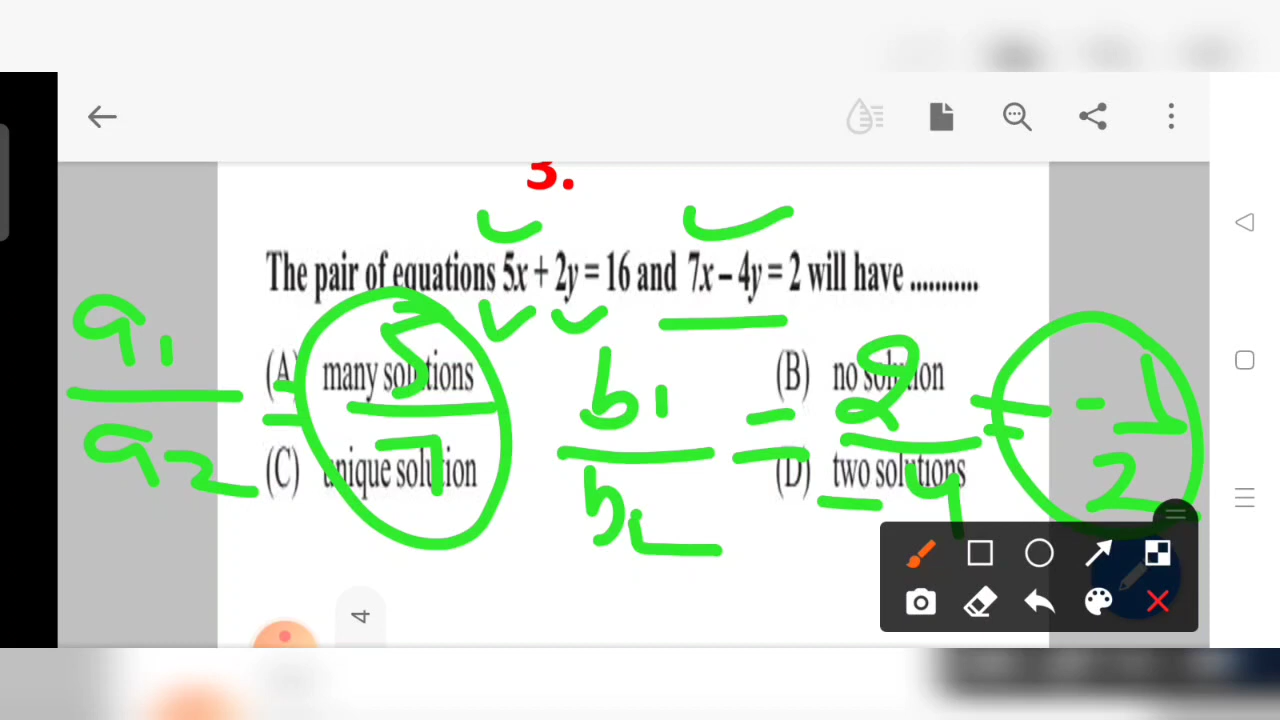 3.
The pair of equations 5x + 2y = 16 and 7x – 4y = 2 will have ...........
(A) many solutions
(B) no solution
(C) unique solution
(D) two solutions
a1/a2 = 5/7
b1/b2 = 2/-4 = -1/2
4